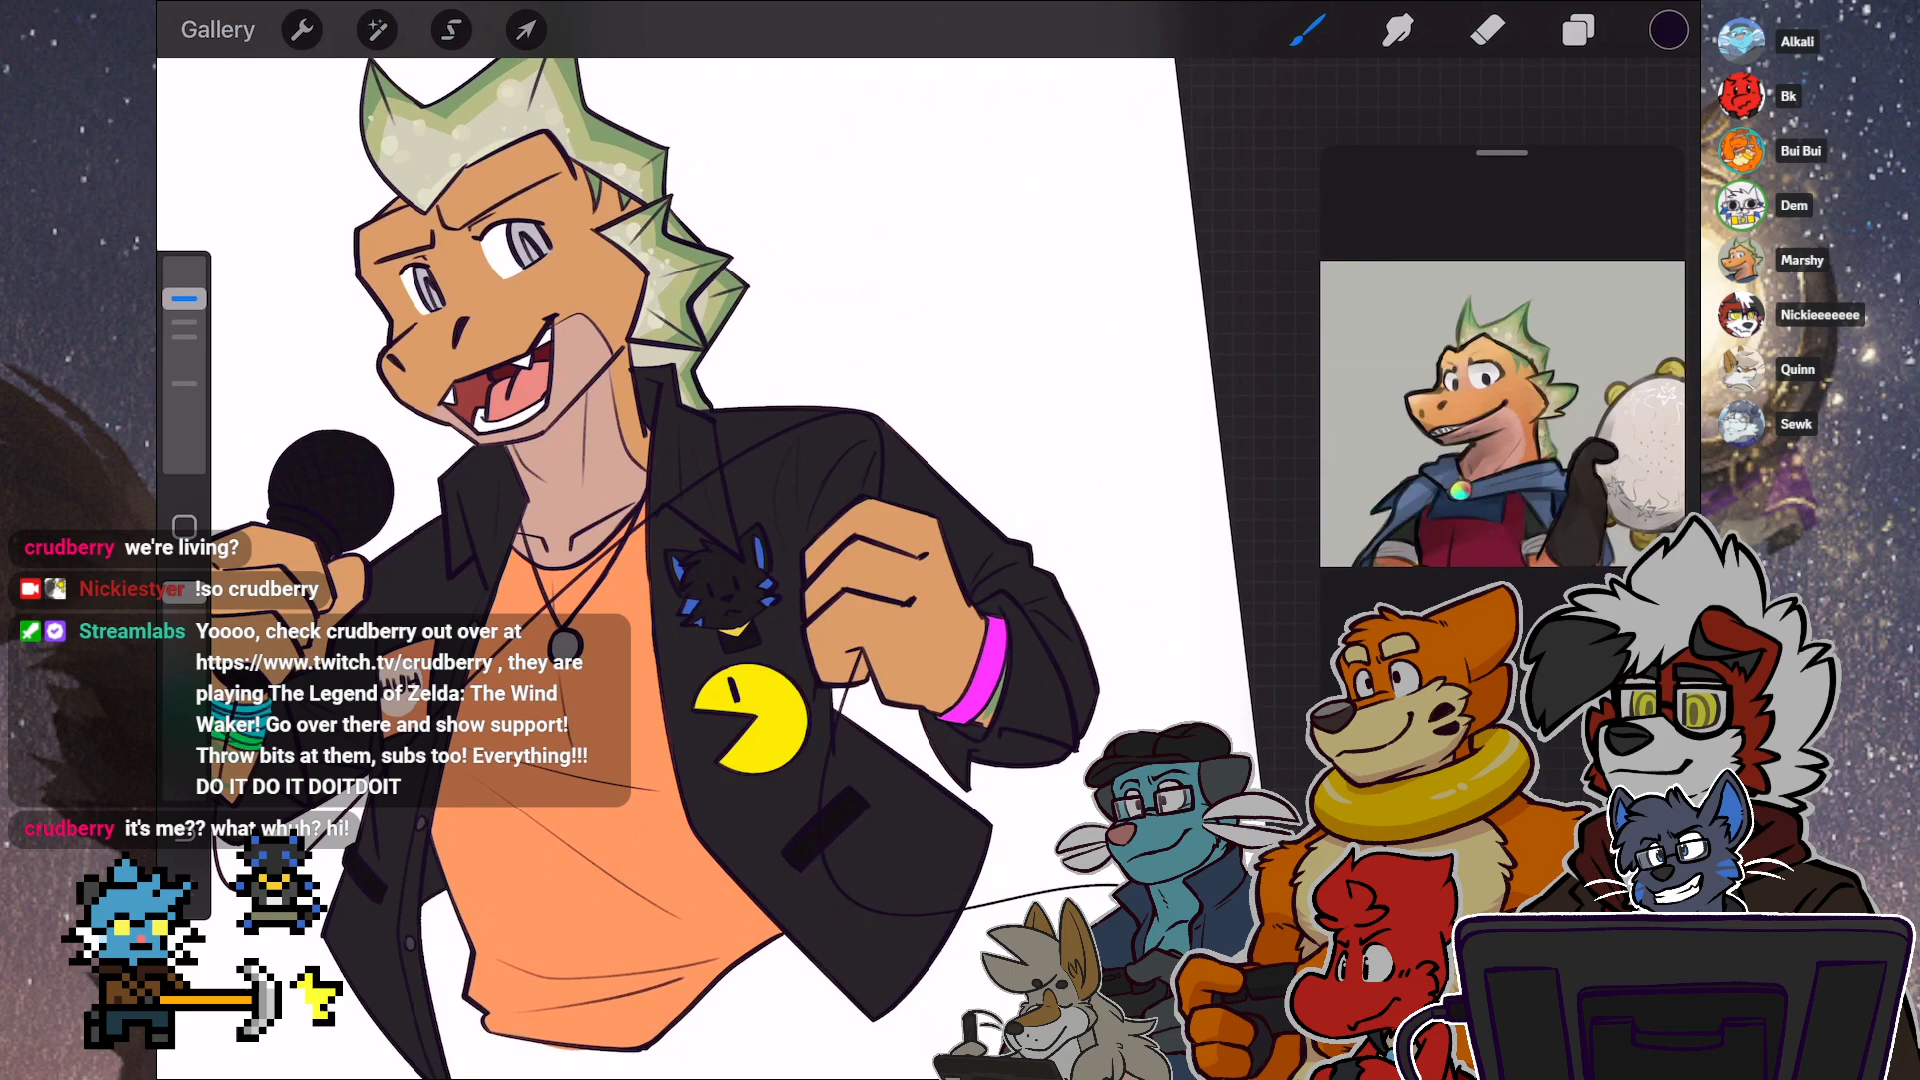 Gallery
Alkali
Bk
Bui Bui
Dem
Marshy
Nickieeeeeee
Quinn
Sewk
crudberry we're living?
Nickiestyer !so crudberry
Streamlabs Yoooo, check crudberry out over at
https://www.twitch.tv/crudberry , they are
playing The Legend of Zelda: The Wind
Waker! Go over there and show support!
Throw bits at them, subs too! Everything!!!
DO IT DO IT DOITDOIT
crudberry it's me?? what whuh? hi!